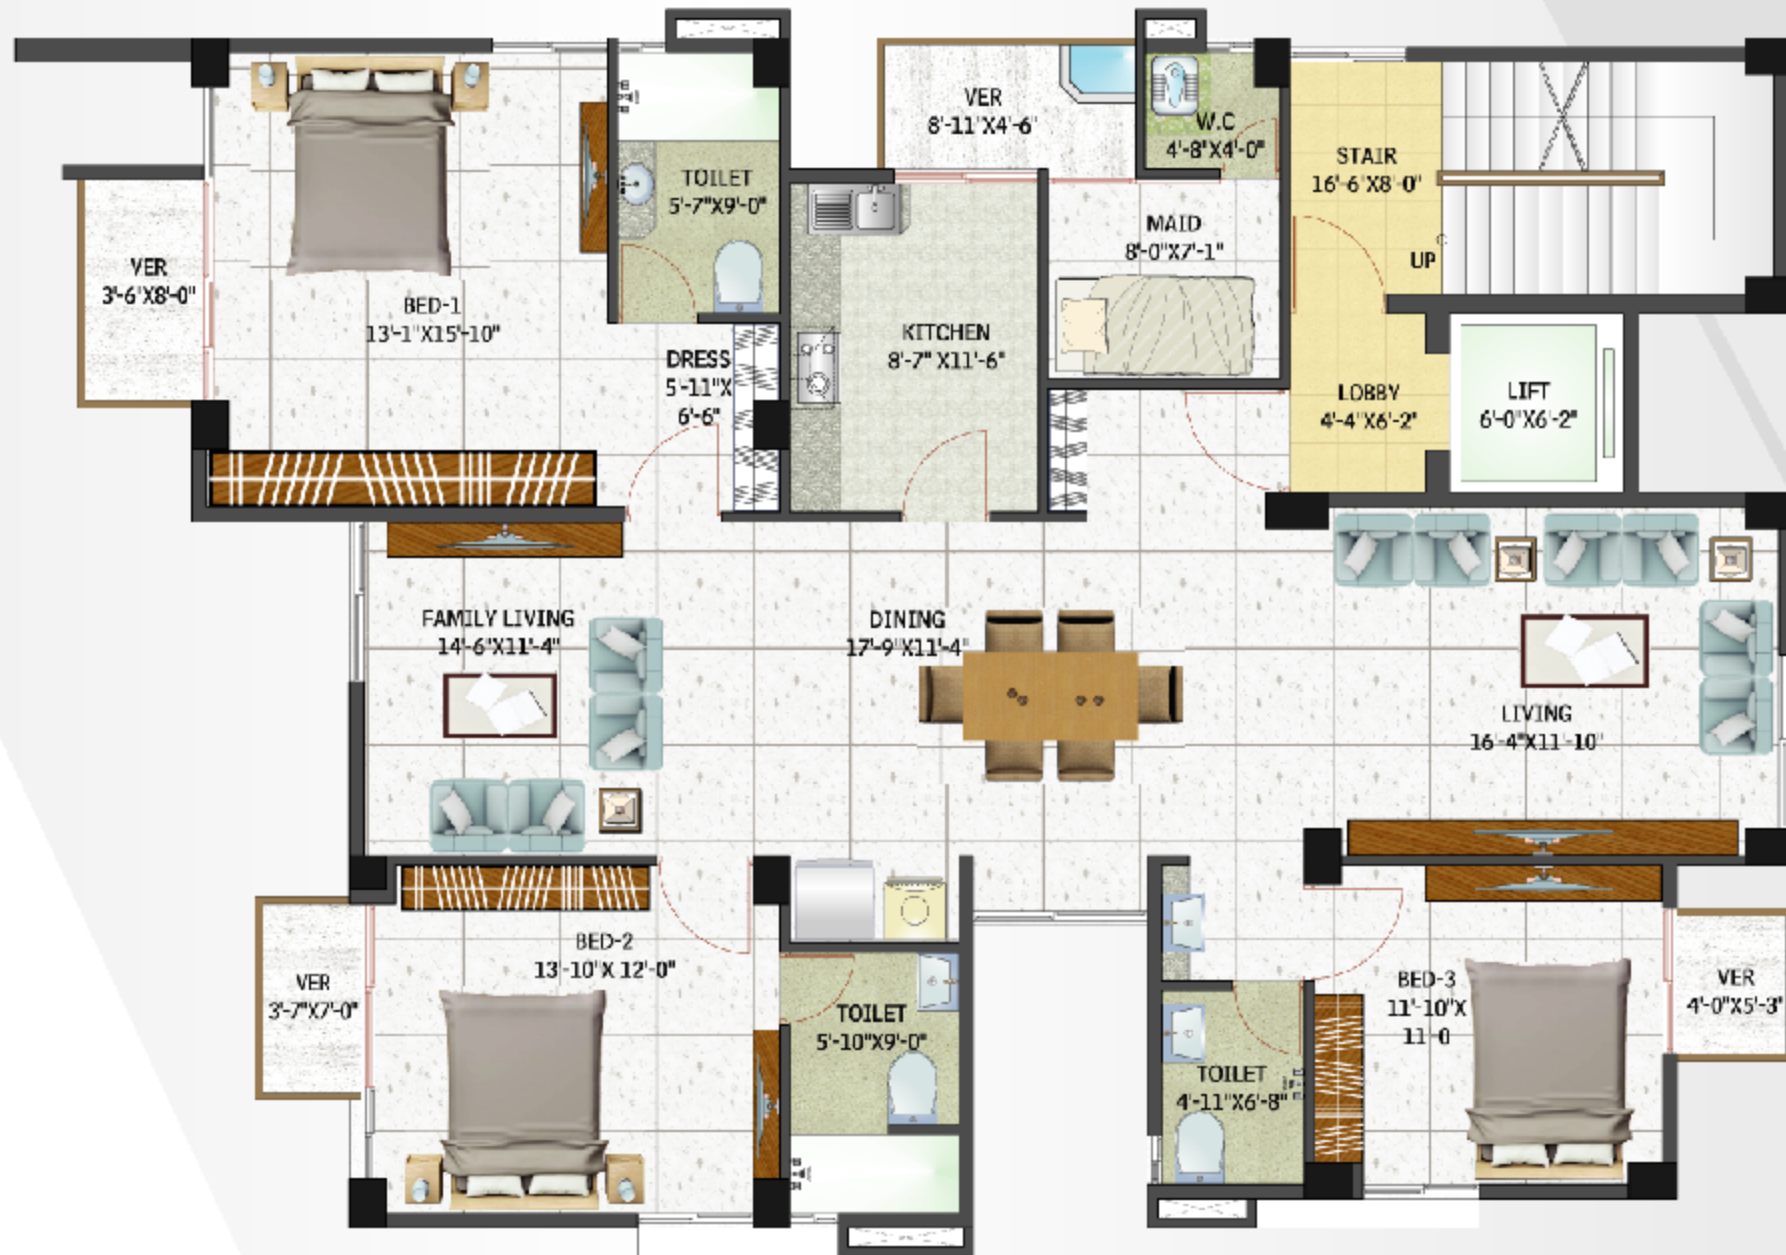 VER
8'-11"X4'-6"
W.C
4'-8"X4'-0"
STAIR
16'-6"X8'-0"
TOILET
5'-7"X9'-0"
MAID
8'-0"X7'-1"
UP
VER
3'-6"X8'-0"
BED-1
13'-1"X15'-10"
KITCHEN
8'-7" X11'-6"
DRESS
5'-11"X
6'-6"
LOBBY
4'-4"X6'-2"
LIFT
6'-0"X6'-2"
FAMILY LIVING
14'-6"X11'-4"
DINING
17'-9"X11'-4"
LIVING
16'-4"X11'-10"
BED-2
13'-10"X 12'-0"
VER
3'-7"X7'-0"
TOILET
5'-10"X9'-0"
BED-3
11'-10"X
11'-0
VER
4'-0"X5'-3"
TOILET
4'-11"X6'-8"